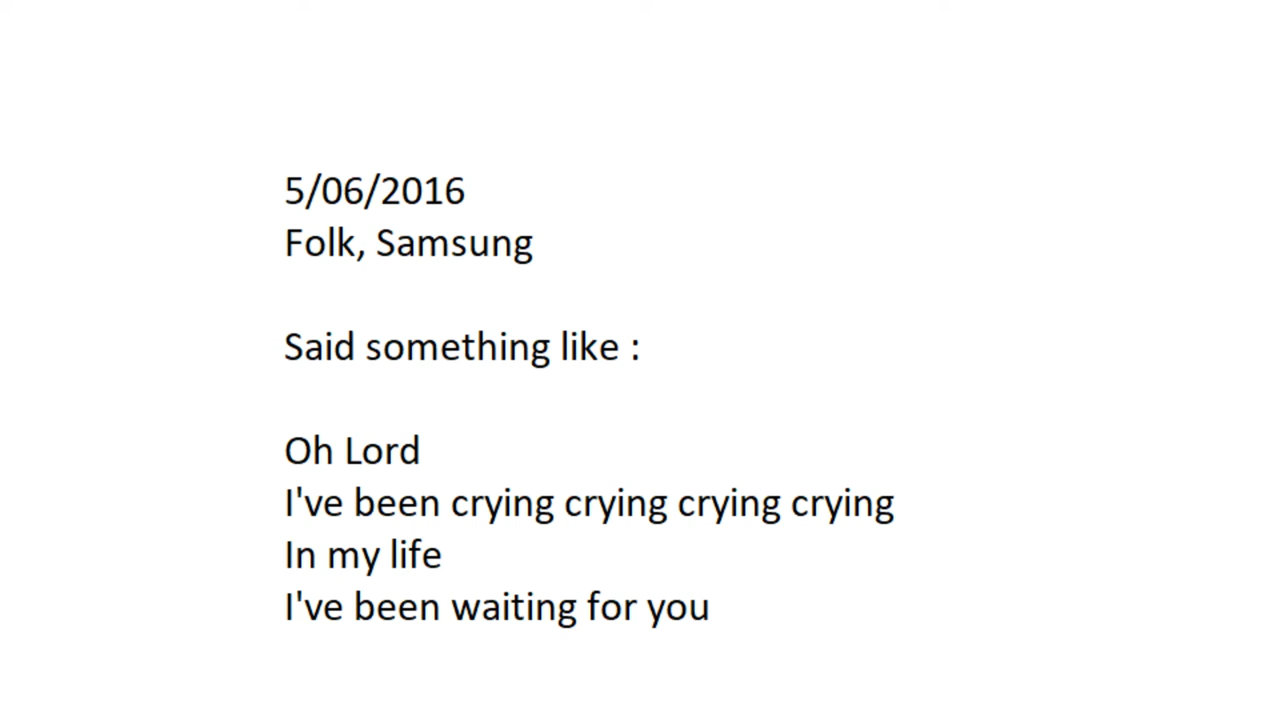 5/06/2016
Folk, Samsung
Said something like :
Oh Lord
I've been crying crying crying crying
In my life
I've been waiting for you